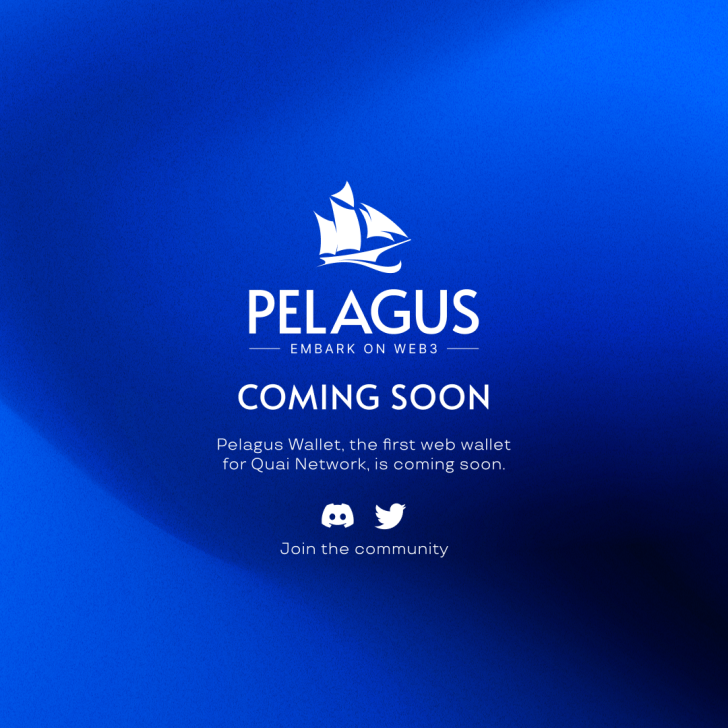 PELAGUS
EMBARK ON WEB3
COMING SOON
Pelagus Wallet, the first web wallet
for Quai Network, is coming soon.
Join the community